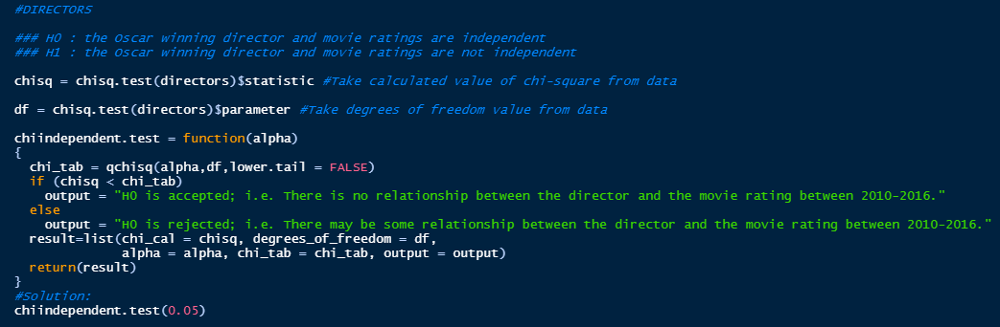 #DIRECTORS
### H0 : the Oscar winning director and movie ratings are independent
### H1 : the Oscar winning director and movie ratings are not independent
chisq = chisq.test(directors)$statistic #Take calculated value of chi-square from data
df = chisq.test(directors)$parameter #Take degrees of freedom value from data
chiindependent.test = function(alpha)
{
  chi_tab = qchisq(alpha,df,lower.tail = FALSE)
  if (chisq < chi_tab)
    output = "H0 is accepted; i.e. There is no relationship between the director and the movie rating between 2010-2016."
  else
    output = "H0 is rejected; i.e. There may be some relationship between the director and the movie rating between 2010-2016."
  result=list(chi_cal = chisq, degrees_of_freedom = df,
              alpha = alpha, chi_tab = chi_tab, output = output)
  return(result)
}
#Solution:
chiindependent.test(0.05)